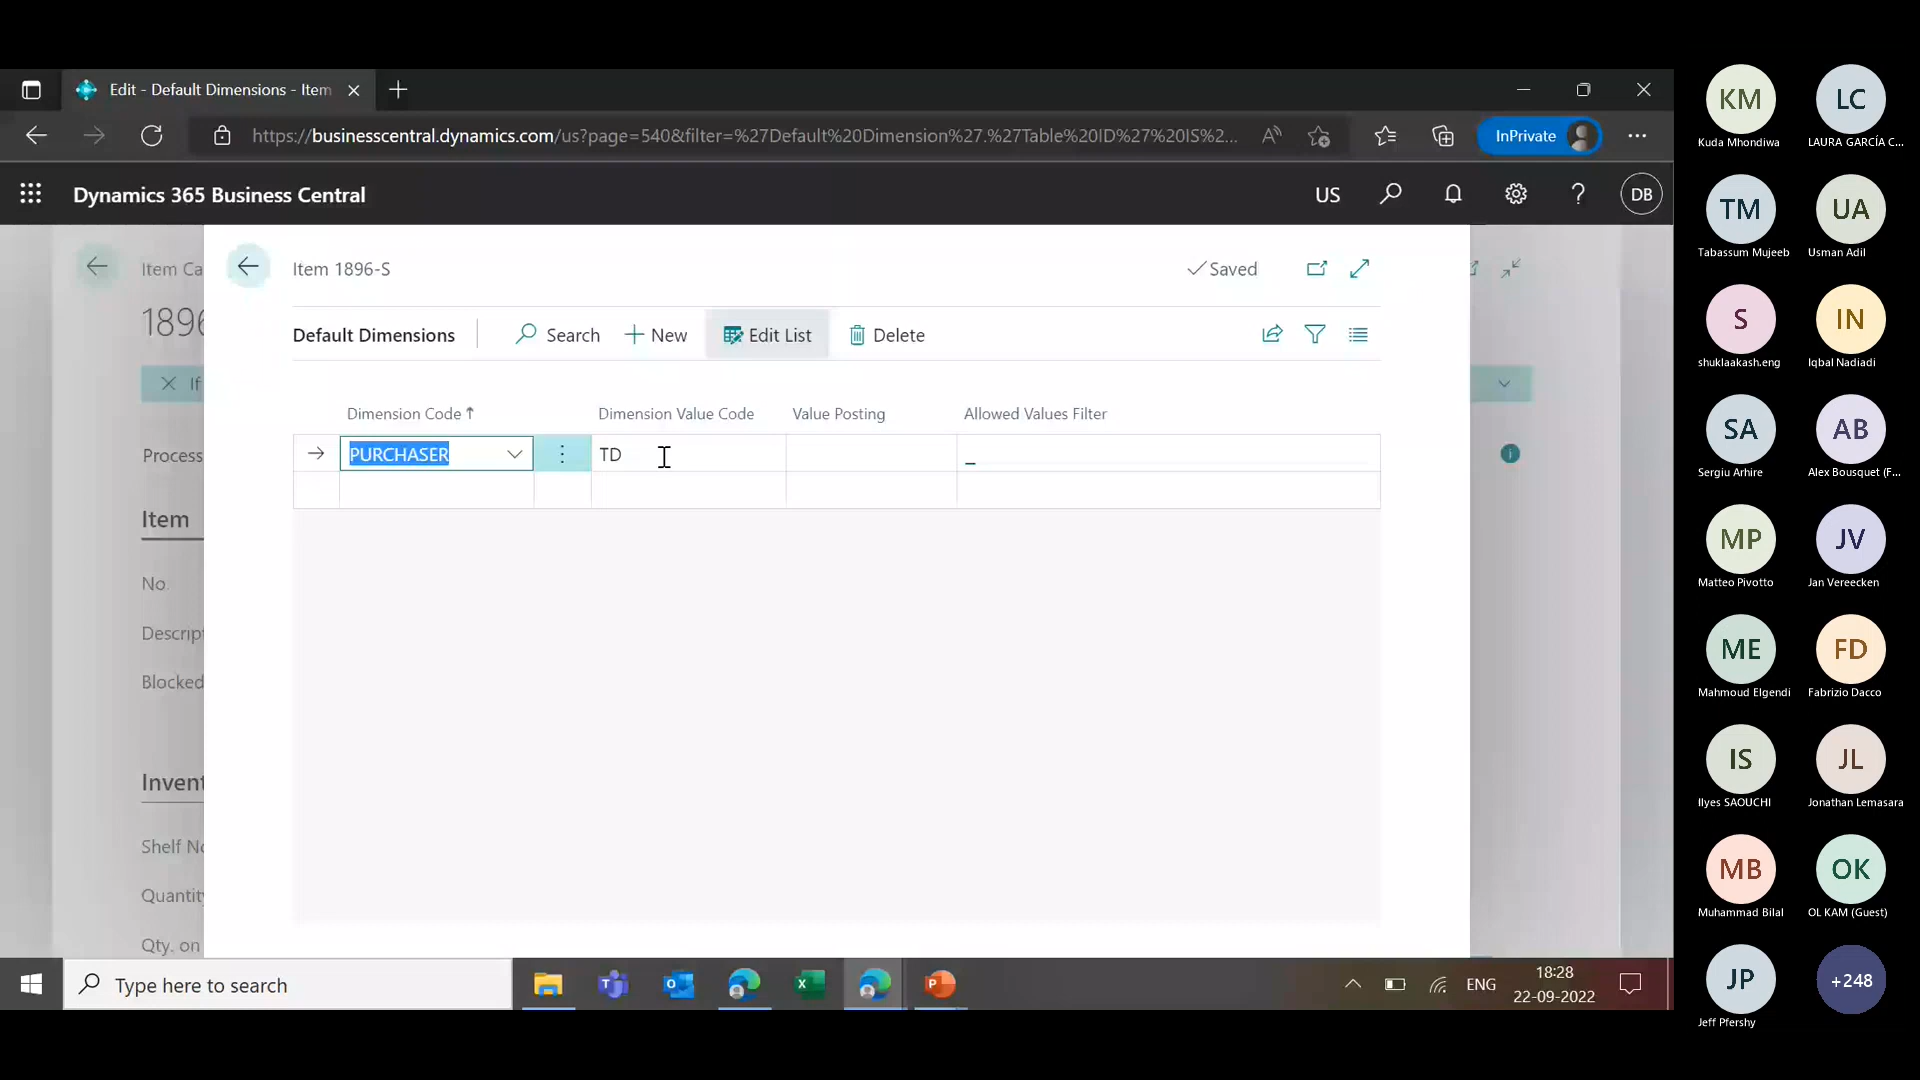 Edit - Default Dimensions - Item
https://businesscentral.dynamics.com/us?page=540&filter=%27Default%20Dimension%27.%27Table%20ID%27%20IS%2...
InPrivate
Dynamics 365 Business Central
US
DB
Item Ca
Item 1896-S
Saved
1896
Default Dimensions
Search
New
Edit List
Delete
If
Dimension Code
Dimension Value Code
Value Posting
Allowed Values Filter
Process
PURCHASER
TD
_
Item
No.
Descript
Blocked
Invent
Shelf No
Quantity
Qty. on
Type here to search
ENG
18:28
22-09-2022
KM
Kuda Mhondiwa
LC
LAURA GARCÍA C...
TM
Tabassum Mujeeb
UA
Usman Adil
S
shuklaakash.eng
IN
Iqbal Nadiadi
SA
Sergiu Arhire
AB
Alex Bousquet (F...
MP
Matteo Pivotto
JV
Jan Vereecken
ME
Mahmoud Elgendi
FD
Fabrizio Dacco
IS
Ilyes SAOUCHI
JL
Jonathan Lemasara
MB
Muhammad Bilal
OK
OL KAM (Guest)
JP
Jeff Pfershy
+248